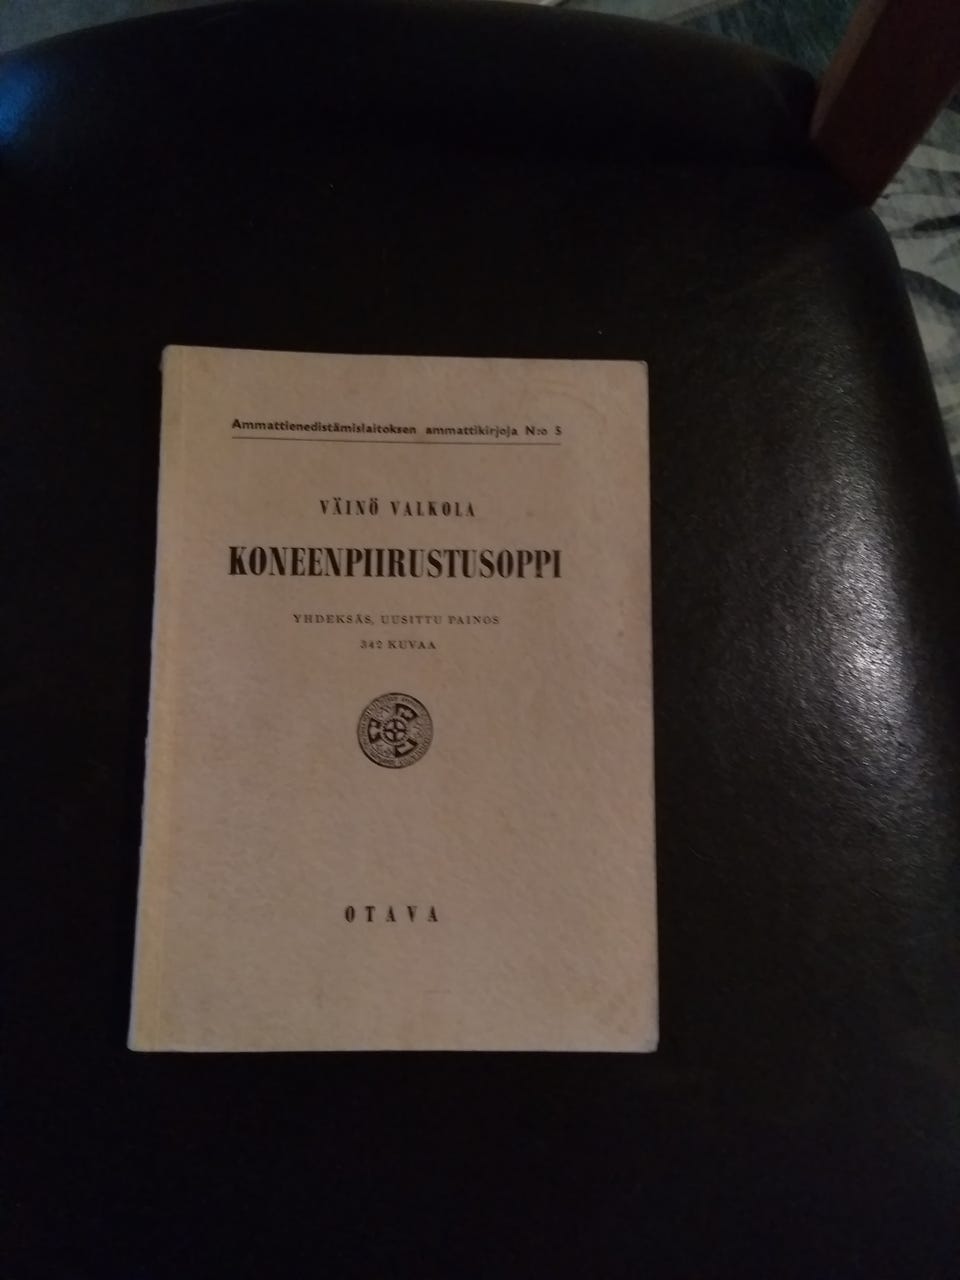 Ammattienedistämislaitoksen ammattikirjoja N:o 5
VÄINÖ VALKOLA
KONEENPIIRUSTUSOPPI
YHDEKSÄS, UUSITTU PAINOS
342 KUVAA
OTAVA